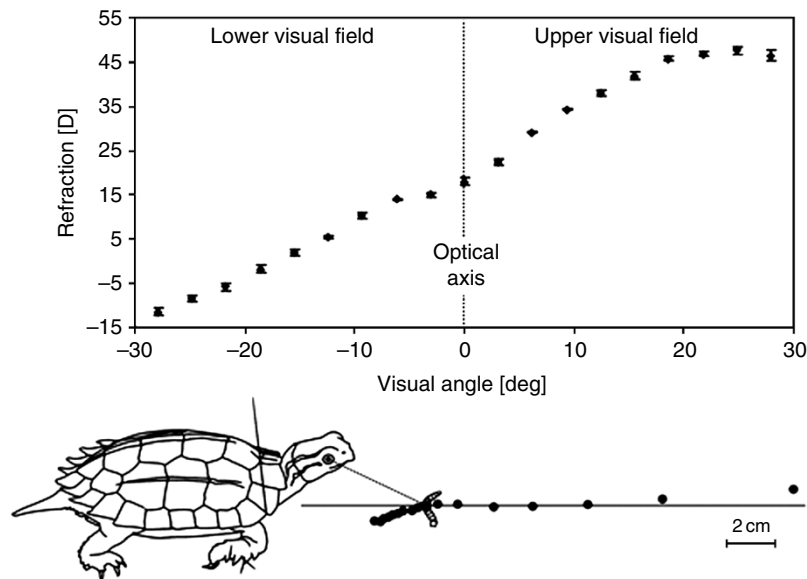 55
45
35
25
15
5
–5
–15
Refraction [D]
Lower visual field
Upper visual field
Optical
axis
–30
–20
–10
0
10
20
30
Visual angle [deg]
2 cm